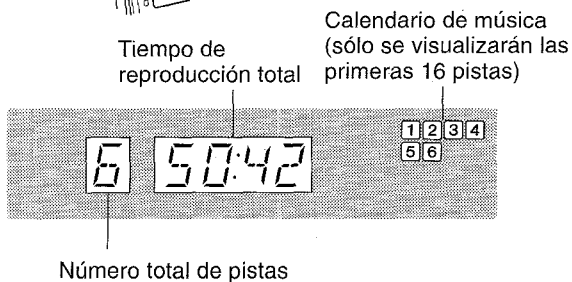 Calendario de música
(sólo se visualizarán las
primeras 16 pistas)
Tiempo de
reproducción total
6 50:42
1 2 3 4
5 6
Número total de pistas